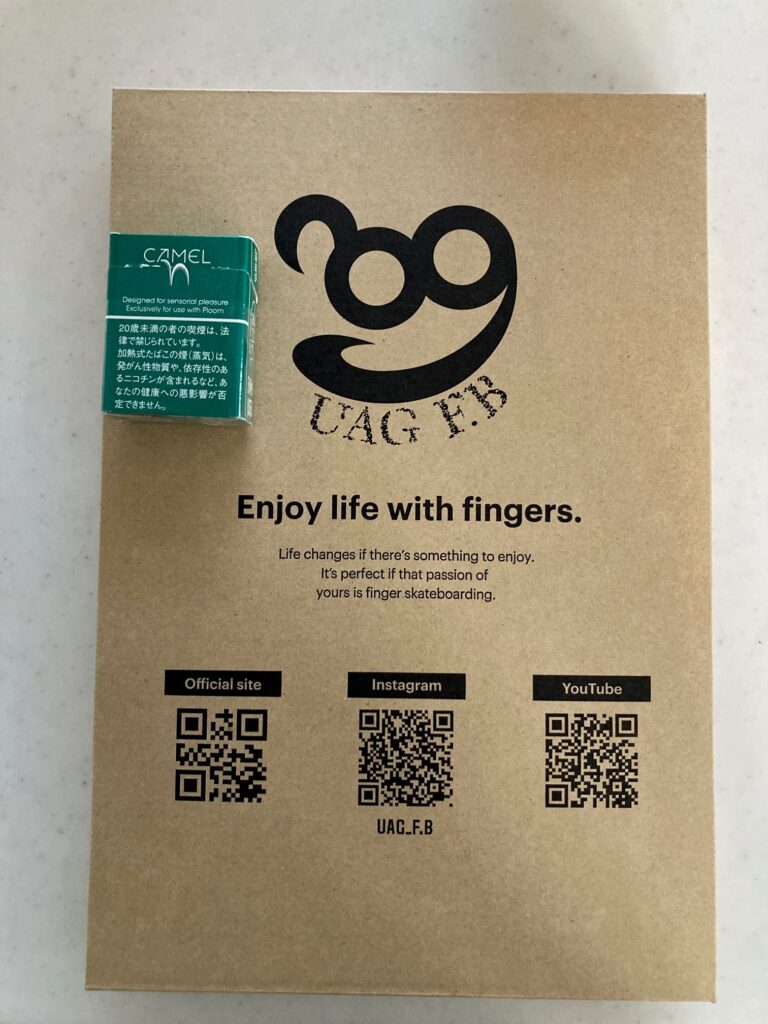 CAMEL
Designed for sensorial pleasure
Exclusively for use with Ploom
20歳未満の者の喫煙は、法
律で禁じられています。
加熱式たばこの煙(蒸気)は、
発がん性物質や、依存性のあ
るニコチンが含まれるなど、あ
なたの健康への悪影響が否
定できません。
UAG F.B
Enjoy life with fingers.
Life changes if there's something to enjoy.
It's perfect if that passion of
yours is finger skateboarding.
Official site
Instagram
YouTube
UAG_F.B